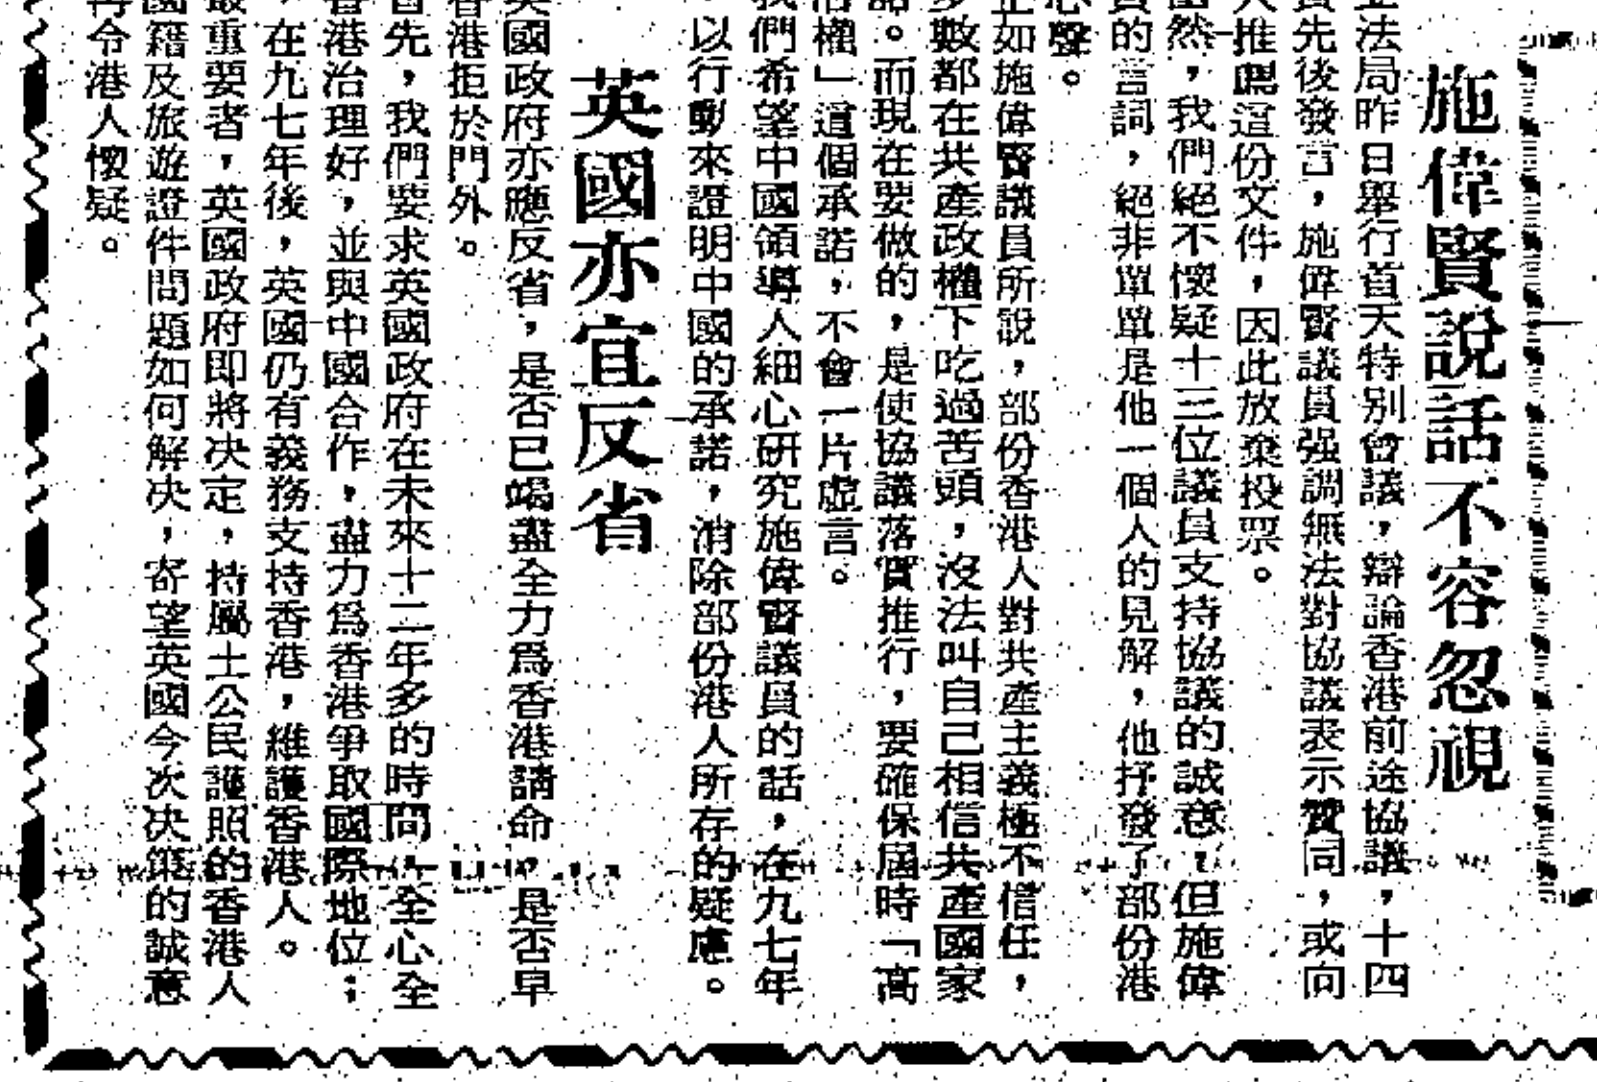 施偉賢說話不容忽視
立法局昨日舉行首天特別會議，辯論香港前途協議，十四
員先後發言，施偉賢議員强調無法對協議表示贊同，或向
人推薦這份文件，因此放棄投票。
固然，我們絕不懷疑十三位議員支持協議的誠意，但施偉
賢的言詞，絕非單單是他一個人的見解，他抒發了部份港
心聲。
正如施偉賢議員所說，部份香港人對共產主義極不信任，
多數都在共產政權下吃過苦頭，沒法叫自己相信共產國家
話。而現在要做的，是使協議落實推行，要確保屆時「高
治權」這個承諾，不會一片虛言。
我們希望中國領導人細心研究施偉賢議員的話，在九七年
，以行動來證明中國的承諾，消除部份港人所存的疑慮。
英國亦宜反省
英國政府亦應反省，是否已竭盡全力爲香港請命，是否早
香港拒於門外。
首先，我們要求英國政府在未來十二年多的時間，全心全
香港治理好，並與中國合作，盡力爲香港爭取國際地位；
，在九七年後，英國仍有義務支持香港，維護香港人。
最重要者，英國政府即將決定，持屬土公民護照的香港人
國籍及旅遊證件問題如何解決，寄望英國今次決策的誠意
再令港人懷疑。